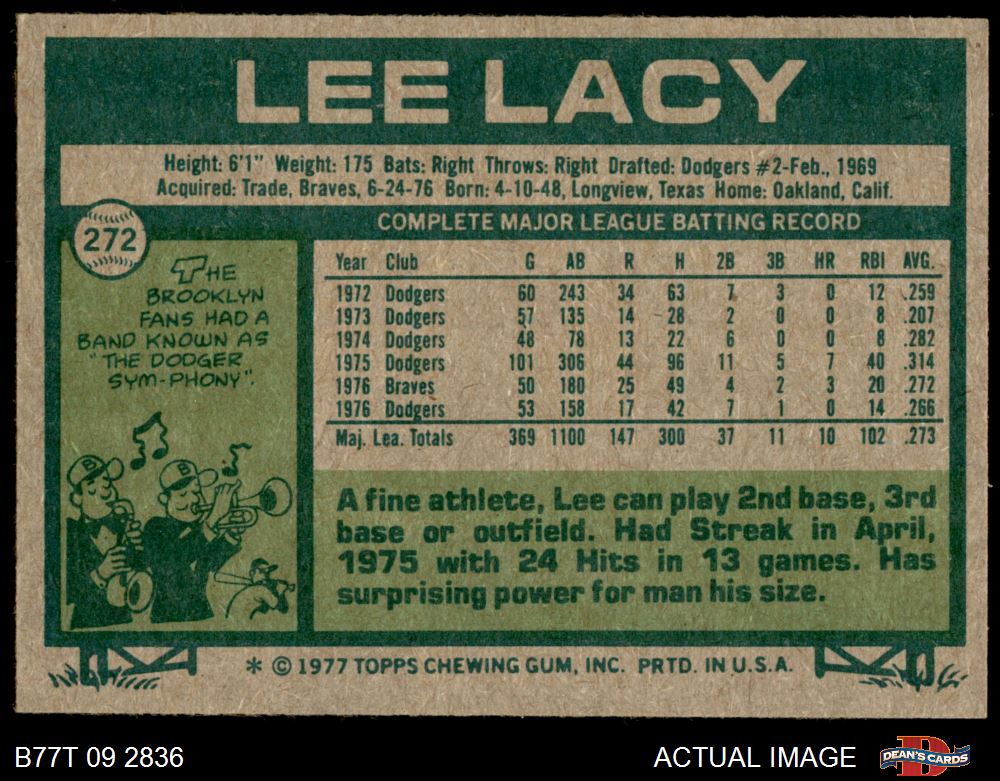 LEE LACY
Height: 6'1" Weight: 175 Bats: Right Throws: Right Drafted: Dodgers #2-Feb., 1969
Acquired: Trade, Braves, 6-24-76 Born: 4-10-48, Longview, Texas Home: Oakland, Calif.
272
THE
BROOKLYN
FANS HAD A
BAND KNOWN AS
"THE DODGER
SYM-PHONY".
B
B
COMPLETE MAJOR LEAGUE BATTING RECORD
Year Club G AB R H 2B 3B HR RBI AVG.
1972 Dodgers 60 243 34 63 7 3 0 12 .259
1973 Dodgers 57 135 14 28 2 0 0 8 .207
1974 Dodgers 48 78 13 22 6 0 0 8 .282
1975 Dodgers 101 306 44 96 11 5 7 40 .314
1976 Braves 50 180 25 49 4 2 3 20 .272
1976 Dodgers 53 158 17 42 7 1 0 14 .266
Maj. Lea. Totals 369 1100 147 300 37 11 10 102 .273
A fine athlete, Lee can play 2nd base, 3rd
base or outfield. Had Streak in April,
1975 with 24 Hits in 13 games. Has
surprising power for man his size.
* © 1977 TOPPS CHEWING GUM, INC. PRTD. IN U.S.A.
B77T 09 2836
ACTUAL IMAGE
D
DEAN'S CARDS